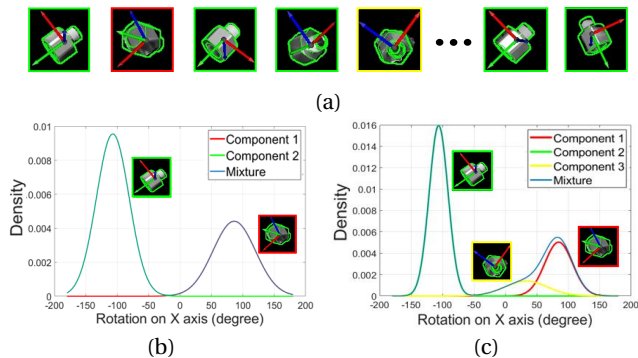 (a)
0.01
0.008
0.006
0.004
0.002
0
Density
Component 1
Component 2
Mixture
-200 -150 -100 -50 0 50 100 150 200
Rotation on X axis (degree)
(b)
0.016
0.014
0.012
0.010
0.008
0.006
0.004
0.002
0
Density
Component 1
Component 2
Component 3
Mixture
-200 -150 -100 -50 0 50 100 150 200
Rotation on X axis (degree)
(c)